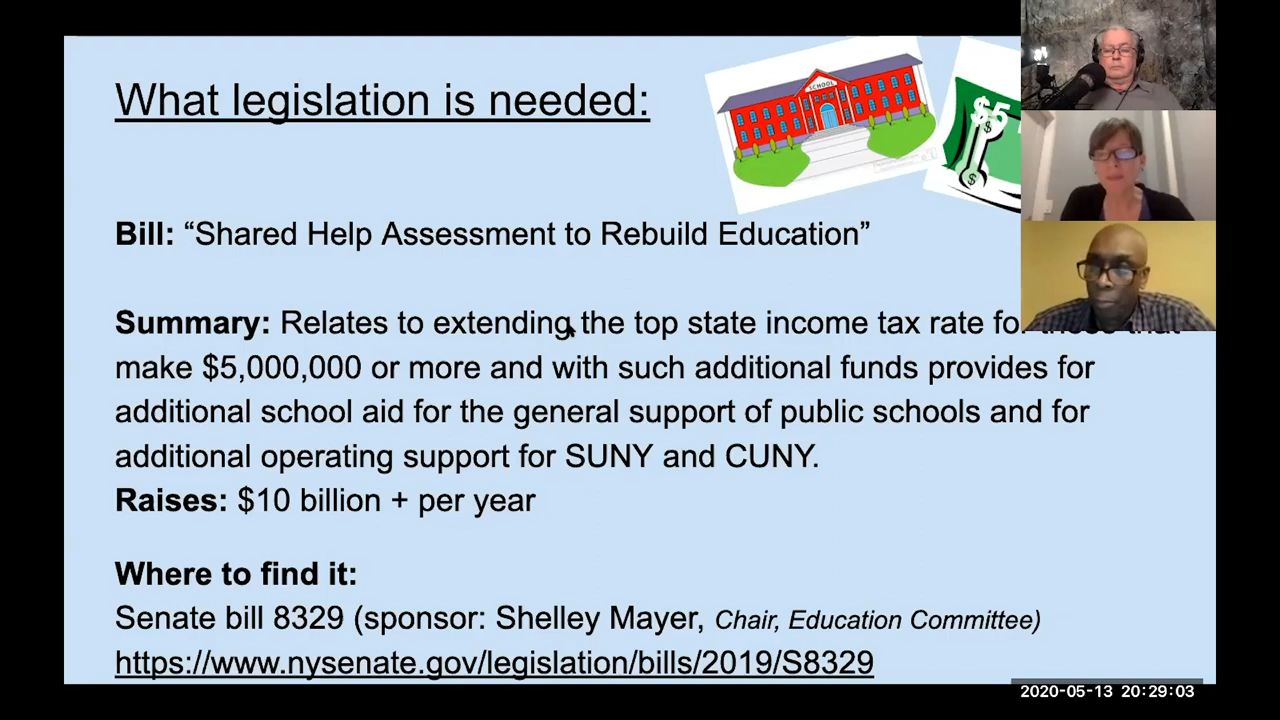 What legislation is needed:
SCHOOL
$5
$
$
Bill: “Shared Help Assessment to Rebuild Education”
Summary: Relates to extending the top state income tax rate for those that
make $5,000,000 or more and with such additional funds provides for
additional school aid for the general support of public schools and for
additional operating support for SUNY and CUNY.
Raises: $10 billion + per year
Where to find it:
Senate bill 8329 (sponsor: Shelley Mayer, Chair, Education Committee)
https://www.nysenate.gov/legislation/bills/2019/S8329
2020-05-13 20:29:03